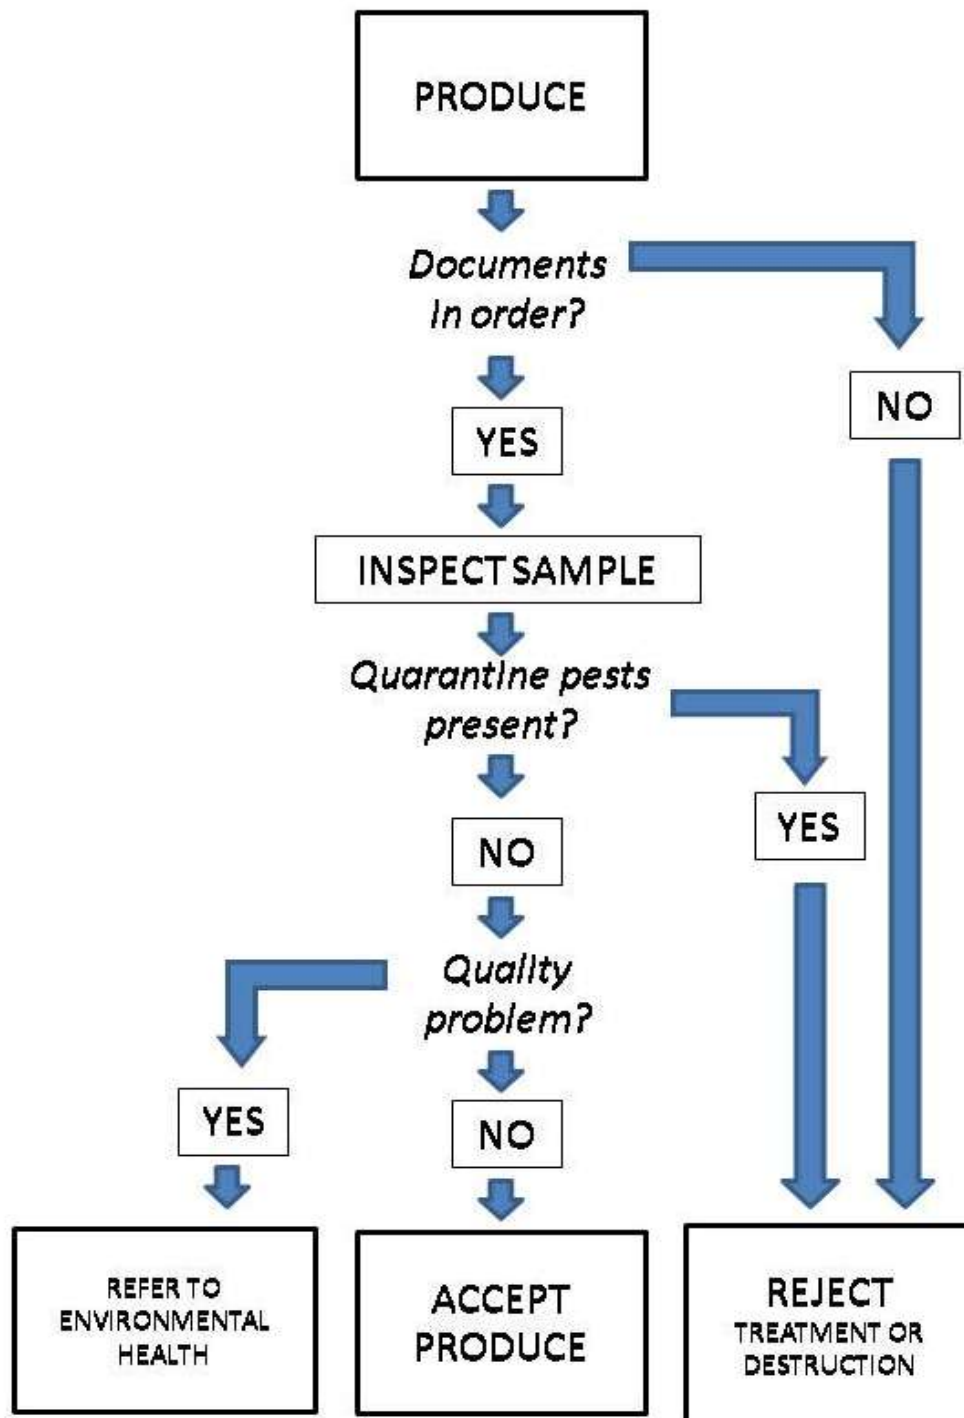 PRODUCE
Documents
in order?
NO
YES
INSPECT SAMPLE
Quarantine pests
present?
YES
NO
Quality
problem?
YES
NO
REFER TO
ENVIRONMENTAL
HEALTH
ACCEPT
PRODUCE
REJECT
TREATMENT OR
DESTRUCTION